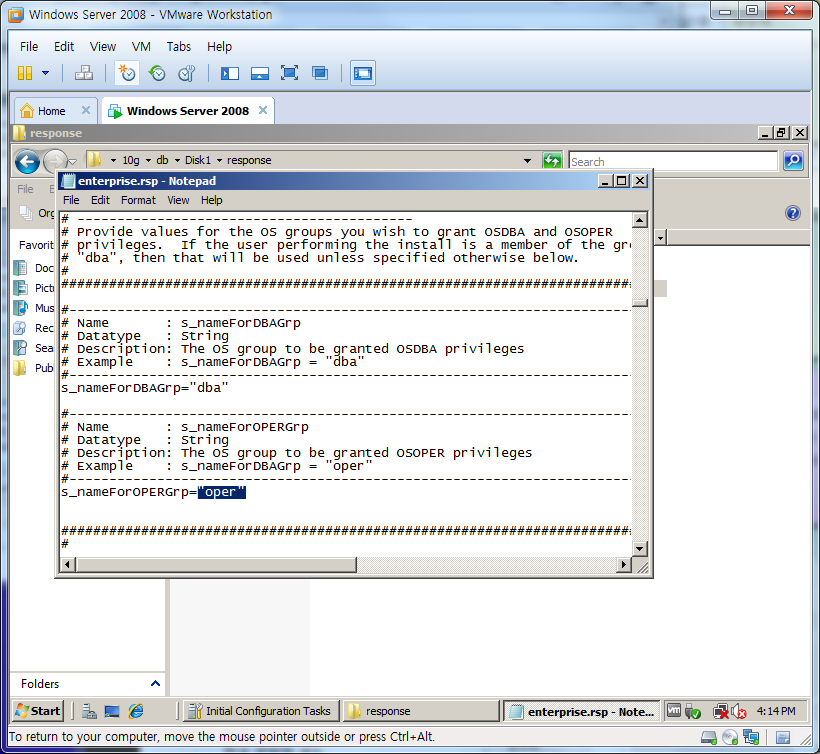 Windows Server 2008 - VMware Workstation
File Edit View VM Tabs Help
Home
Windows Server 2008
response
10g db Disk1 response
Search
File
Org
enterprise.rsp - Notepad
File Edit Format View Help
Favorit
Doc
Pict
Mus
Rec
Sea
Pub
# ------------------------------------------
# Provide values for the OS groups you wish to grant OSDBA and OSOPER
# privileges.  If the user performing the install is a member of the gr
# "dba", then that will be used unless specified otherwise below.
#
#######################################################################
#----------------------------------------------------------------------
# Name       : s_nameForDBAGrp
# Datatype   : String
# Description: The OS group to be granted OSDBA privileges
# Example    : s_nameForDBAGrp = "dba"
#----------------------------------------------------------------------
s_nameForDBAGrp="dba"
#----------------------------------------------------------------------
# Name       : s_nameForOPERGrp
# Datatype   : String
# Description: The OS group to be granted OSOPER privileges
# Example    : s_nameForDBAGrp = "oper"
#----------------------------------------------------------------------
s_nameForOPERGrp="oper"
#######################################################################
#
Folders
Start
Initial Configuration Tasks
response
enterprise.rsp - Note...
4:14 PM
To return to your computer, move the mouse pointer outside or press Ctrl+Alt.